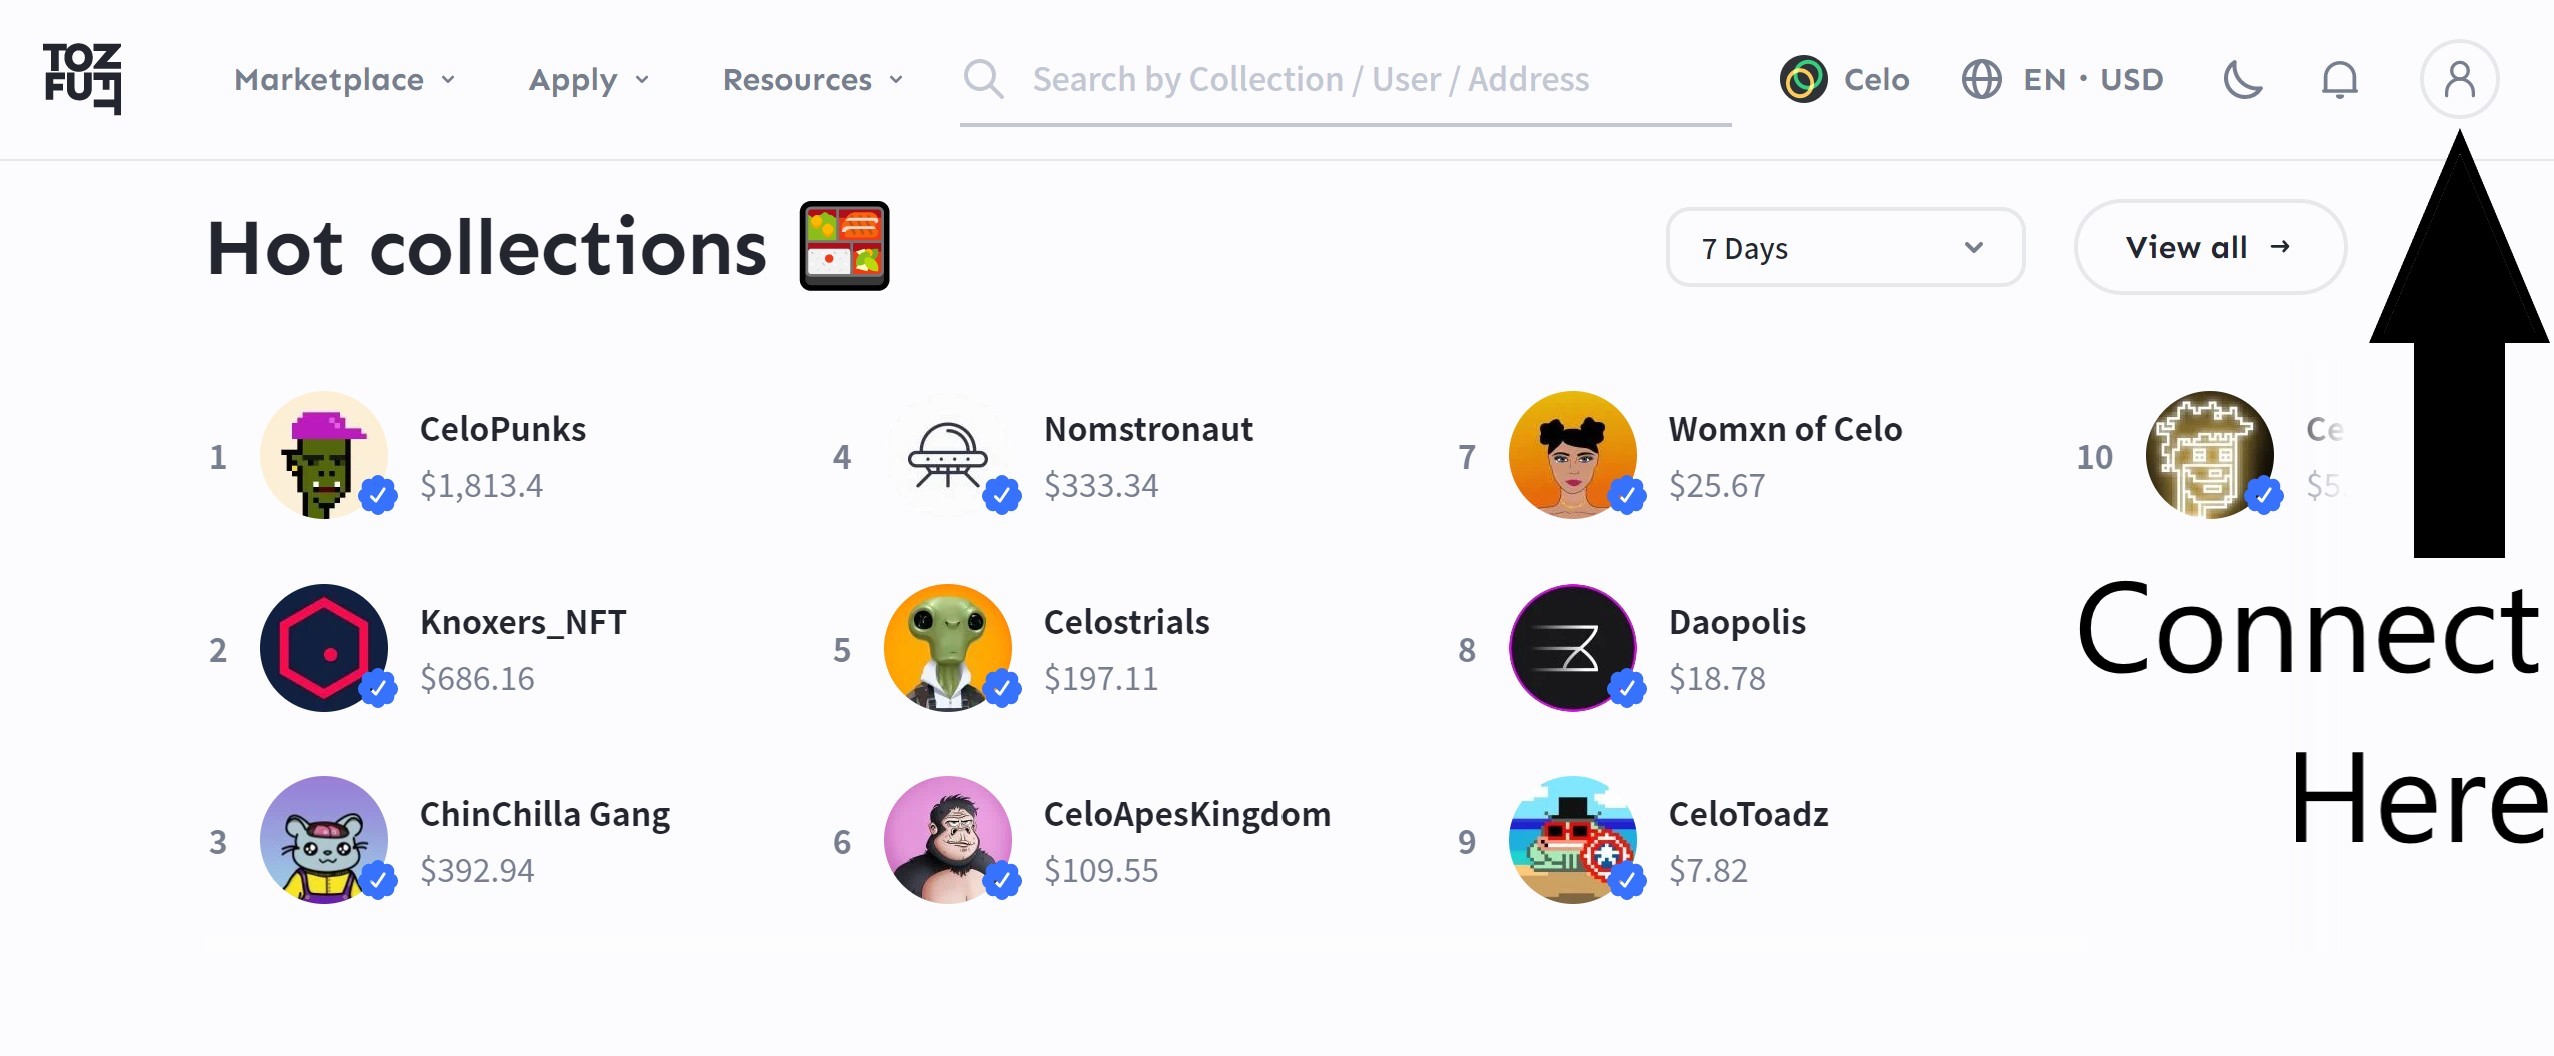 TOZ
FU FT
Marketplace
Apply
Resources
Search by Collection / User / Address
Celo
EN • USD
Hot collections
7 Days
View all →
1
CeloPunks
$1,813.4
2
Knoxers_NFT
$686.16
3
ChinChilla Gang
$392.94
4
Nomstronaut
$333.34
5
Celostrials
$197.11
6
CeloApesKingdom
$109.55
7
Womxn of Celo
$25.67
8
Daopolis
$18.78
9
CeloToadz
$7.82
10
Ce
$5.
Connect
Here